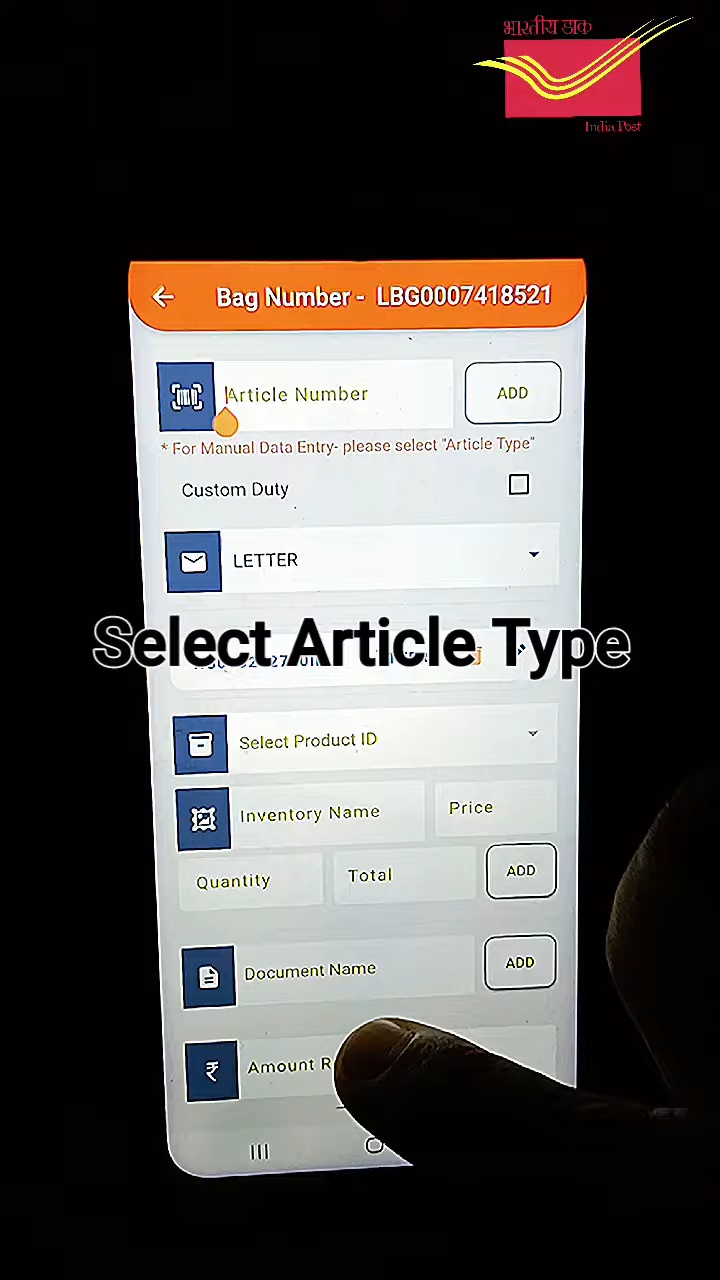 भारतीय डाक
India Post
Bag Number - LBG0007418521
Article Number
ADD
* For Manual Data Entry- please select "Article Type"
Custom Duty
LETTER
Select Article Type
Select Product ID
Inventory Name
Price
Quantity
Total
ADD
Document Name
ADD
Amount R